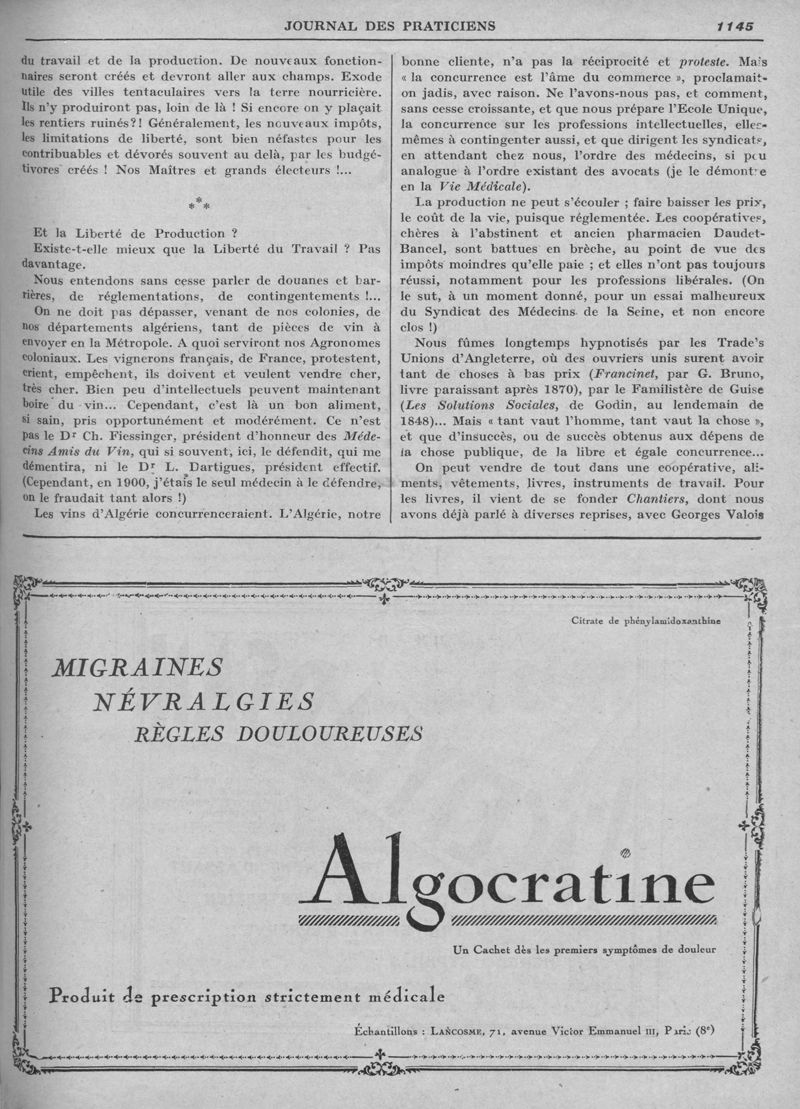 JOURNAL DES PRATICIENS 1145
du travail et de la production. De nouveaux fonction-
naires seront créés et devront aller aux champs. Exode
utile des villes tentaculaires vers la terre nourricière.
Ils n'y produiront pas, loin de là ! Si encore on y plaçait
les rentiers ruinés?! Généralement, les nouveaux impôts,
les limitations de liberté, sont bien néfastes pour les
contribuables et dévorés souvent au delà, par les budgé-
tivores créés ! Nos Maîtres et grands électeurs !...
***
Et la Liberté de Production ?
Existe-t-elle mieux que la Liberté du Travail ? Pas
davantage.
Nous entendons sans cesse parler de douanes et bar-
rières, de réglementations, de contingentements !...
On ne doit pas dépasser, venant de nos colonies, de
nos départements algériens, tant de pièces de vin à
envoyer en la Métropole. A quoi serviront nos Agronomes
coloniaux. Les vignerons français, de France, protestent,
crient, empêchent, ils doivent et veulent vendre cher,
très cher. Bien peu d'intellectuels peuvent maintenant
boire du vin... Cependant, c'est là un bon aliment,
si sain, pris opportunément et modérément. Ce n'est
pas le Dr Ch. Fiessinger, président d'honneur des Méde-
cins Amis du Vin, qui si souvent, ici, le défendit, qui me
démentira, ni le Dr L. Dartigues, président effectif.
(Cependant, en 1900, j'étais le seul médecin à le défendre,
on le fraudait tant alors !)
Les vins d'Algérie concurrenceraient. L'Algérie, notre
bonne cliente, n'a pas la réciprocité et proteste. Mais
« la concurrence est l'âme du commerce », proclamait-
on jadis, avec raison. Ne l'avons-nous pas, et comment,
sans cesse croissante, et que nous prépare l'Ecole Unique,
la concurrence sur les professions intellectuelles, elles-
mêmes à contingenter aussi, et que dirigent les syndicats,
en attendant chez nous, l'ordre des médecins, si peu
analogue à l'ordre existant des avocats (je le démontre
en la Vie Médicale).
La production ne peut s'écouler ; faire baisser les prix,
le coût de la vie, puisque réglementée. Les coopératives,
chères à l'abstinent et ancien pharmacien Daudet-
Bancel, sont battues en brèche, au point de vue des
impôts moindres qu'elle paie ; et elles n'ont pas toujours
réussi, notamment pour les professions libérales. (On
le sut, à un moment donné, pour un essai malheureux
du Syndicat des Médecins de la Seine, et non encore
clos !)
Nous fûmes longtemps hypnotisés par les Trade's
Unions d'Angleterre, où des ouvriers unis surent avoir
tant de choses à bas prix (Francinet, par G. Bruno,
livre paraissant après 1870), par le Familistère de Guise
(Les Solutions Sociales, de Godin, au lendemain de
1848)... Mais « tant vaut l'homme, tant vaut la chose »,
et que d'insuccès, ou de succès obtenus aux dépens de
la chose publique, de la libre et égale concurrence...
On peut vendre de tout dans une coopérative, ali-
ments, vêtements, livres, instruments de travail. Pour
les livres, il vient de se fonder Chantiers, dont nous
avons déjà parlé à diverses reprises, avec Georges Valois
Citrate de phénylamidoxanthine
MIGRAINES
NÉVRALGIES
RÈGLES DOULOUREUSES
Algocratine
Un Cachet dès les premiers symptômes de douleur
Produit de prescription strictement médicale
Échantillons : LANCOSME, 71, avenue Victor Emmanuel III, Paris (8e)